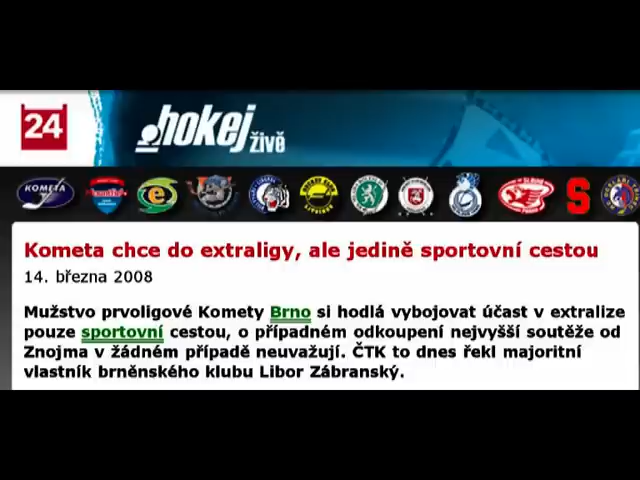 24
hokej
živě
KOMETA
Kometa chce do extraligy, ale jedině sportovní cestou
14. března 2008
Mužstvo prvoligové Komety Brno si hodlá vybojovat účast v extralize
pouze sportovní cestou, o případném odkoupení nejvyšší soutěže od
Znojma v žádném případě neuvažují. ČTK to dnes řekl majoritní
vlastník brněnského klubu Libor Zábranský.